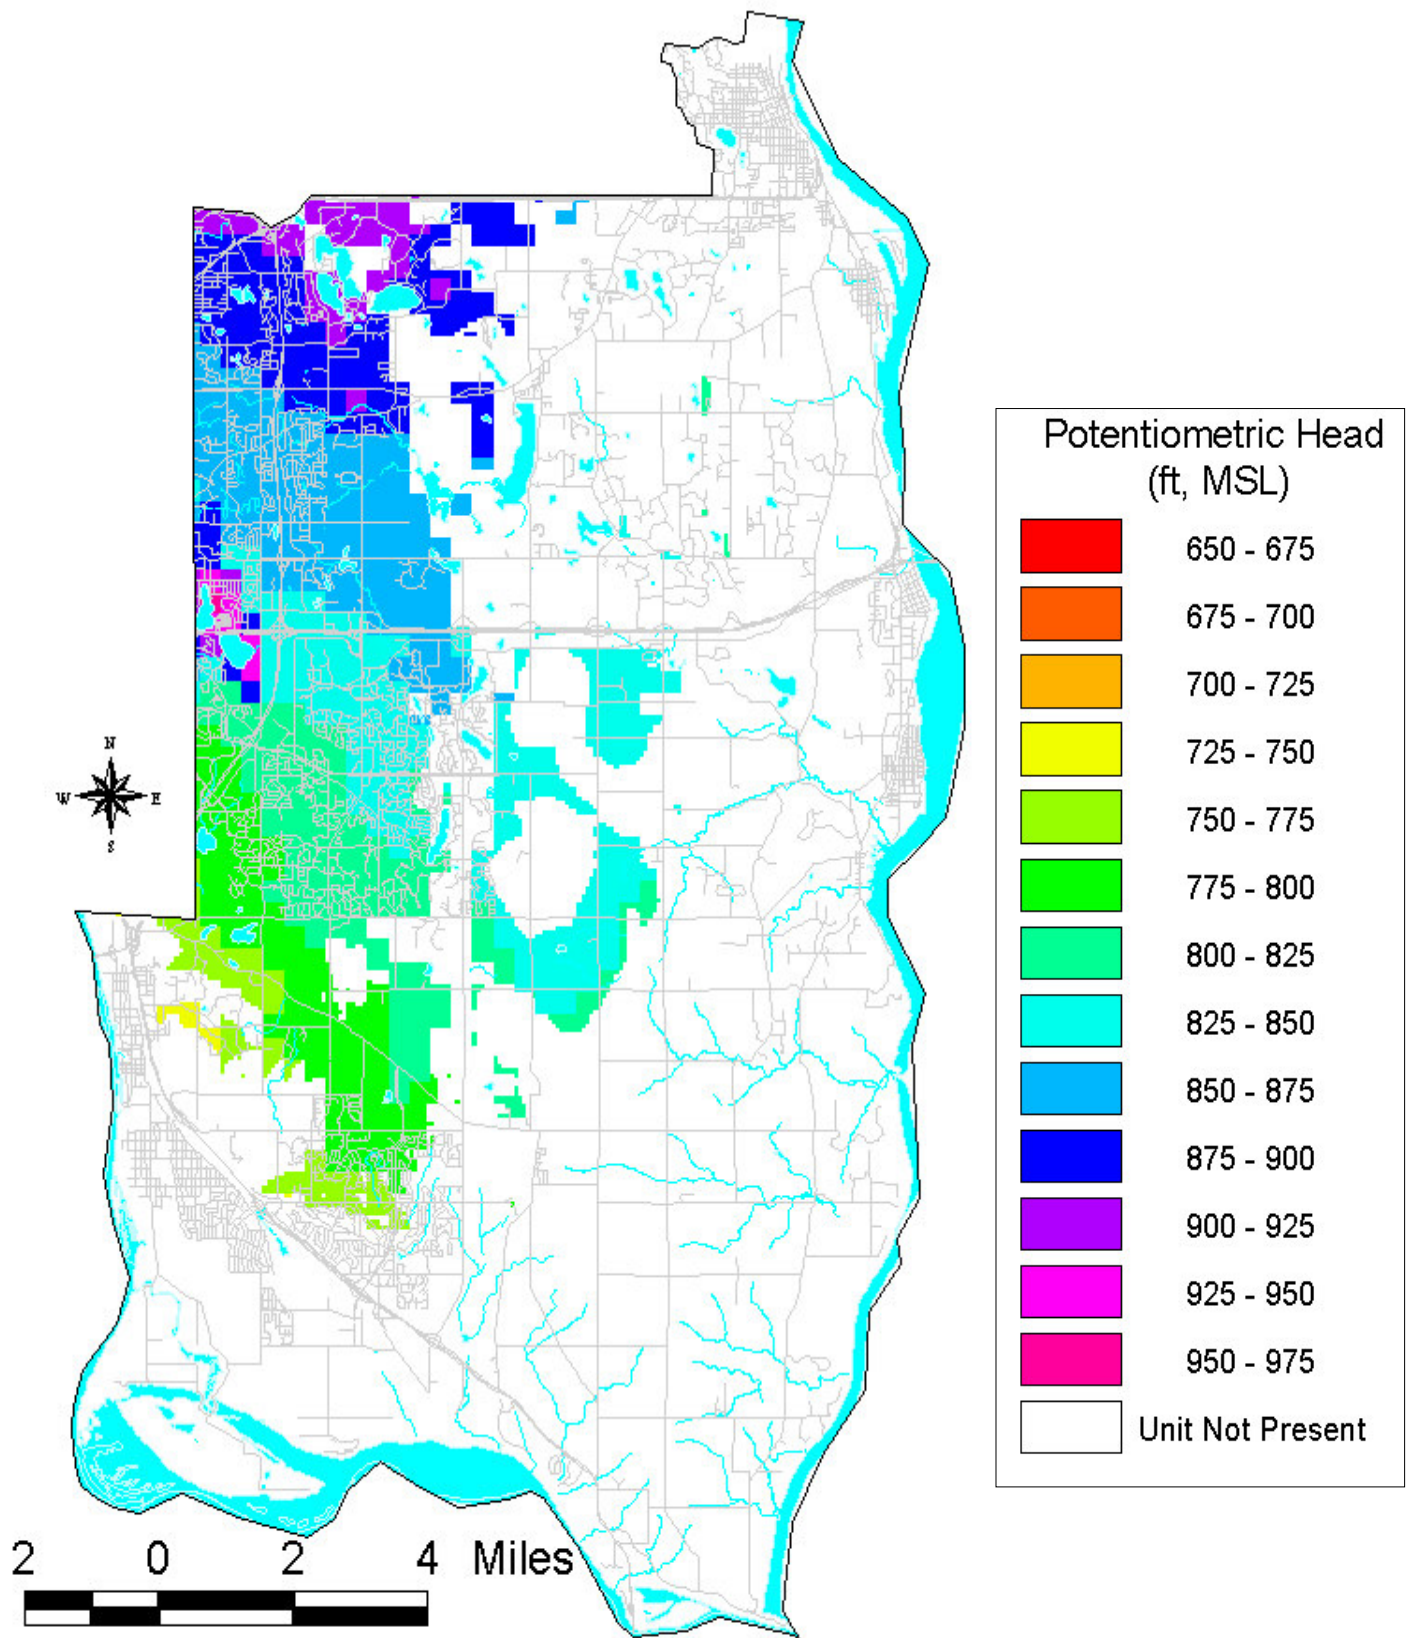 Potentiometric Head
(ft, MSL)
650 - 675
675 - 700
700 - 725
725 - 750
750 - 775
775 - 800
800 - 825
825 - 850
850 - 875
875 - 900
900 - 925
925 - 950
950 - 975
Unit Not Present
N
W E
S
2 0 2 4 Miles